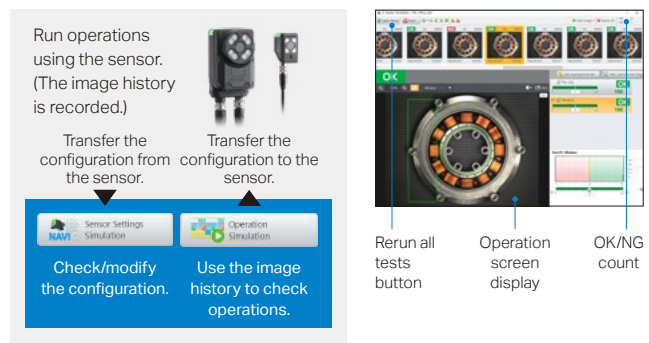 Run operations
using the sensor.
(The image history
is recorded.)
Transfer the
configuration from
the sensor.
Transfer the
configuration to the
sensor.
NAVI
Sensor Settings
Simulation
Operation
Simulation
Check/modify
the configuration.
Use the image
history to check
operations.
OK
Rerun all
tests
button
Operation
screen
display
OK/NG
count